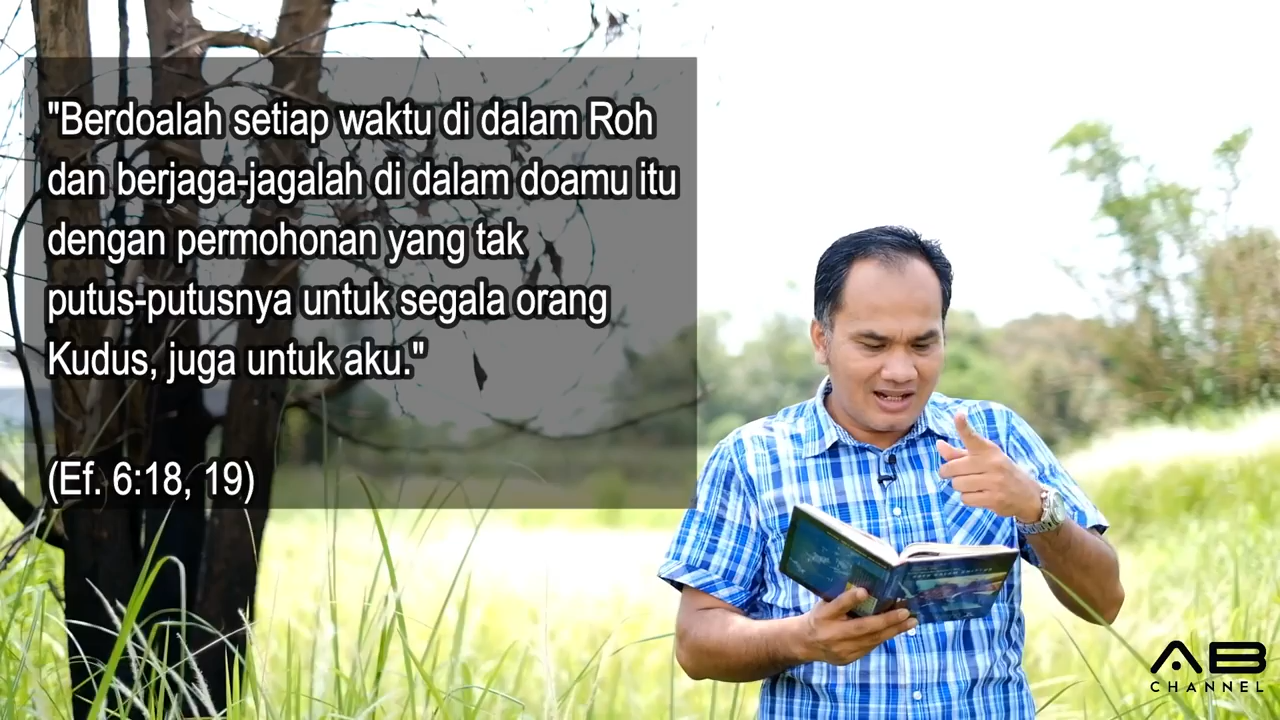 "Berdoalah setiap waktu di dalam Roh
dan berjaga-jagalah di dalam doamu itu
dengan permohonan yang tak
putus-putusnya untuk segala orang
Kudus, juga untuk aku."
(Ef. 6:18, 19)
AB
CHANNEL